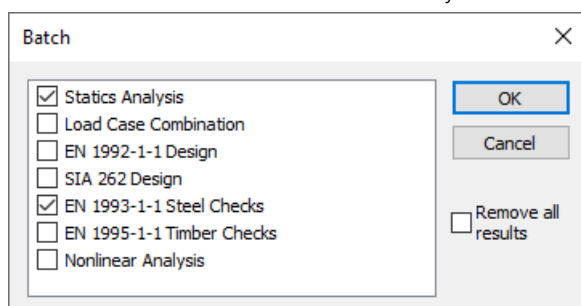 Batch
Statics Analysis
Load Case Combination
EN 1992-1-1 Design
SIA 262 Design
EN 1993-1-1 Steel Checks
EN 1995-1-1 Timber Checks
Nonlinear Analysis
OK
Cancel
Remove all
results